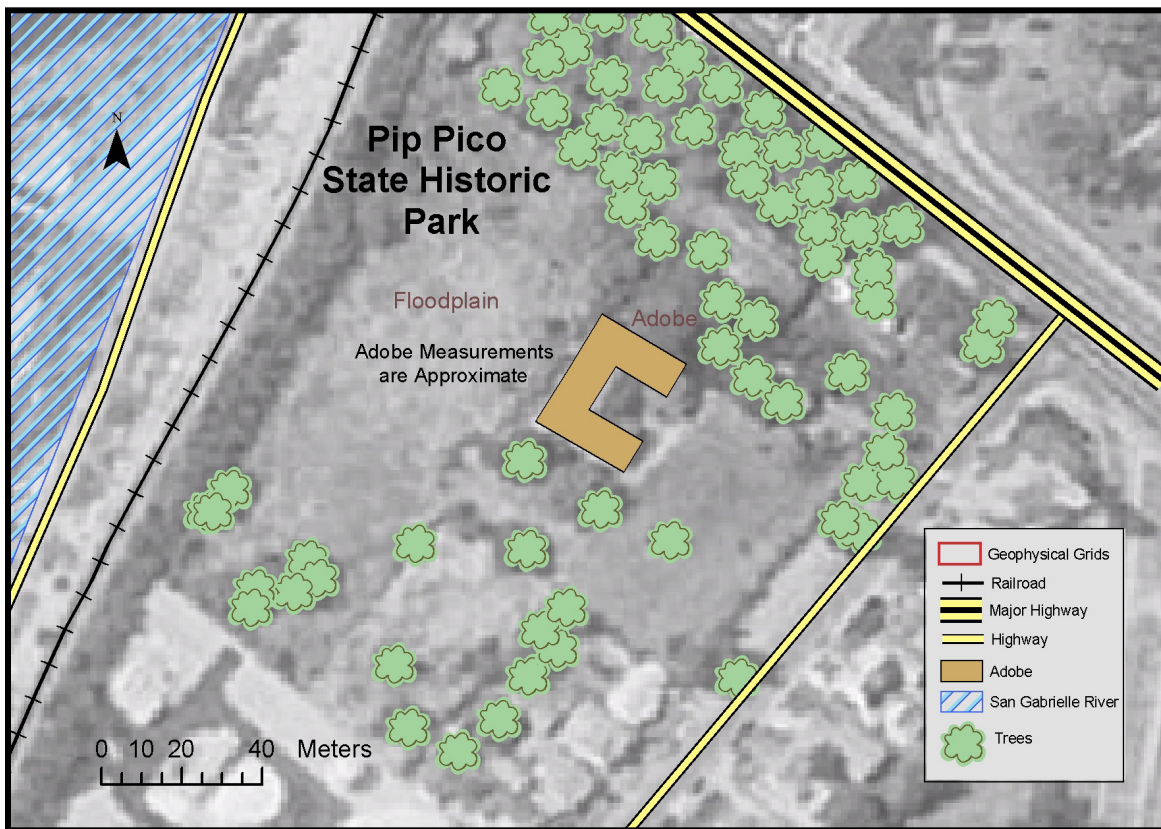 N
Pip Pico
State Historic
Park
Floodplain
Adobe
Adobe Measurements
are Approximate
Geophysical Grids
Railroad
Major Highway
Highway
Adobe
San Gabrielle River
Trees
0 10 20 40 Meters